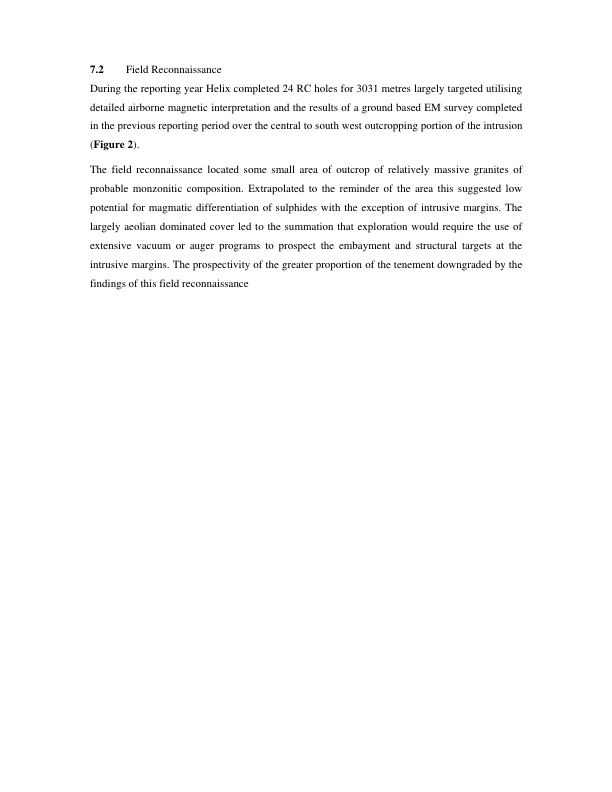 7.2 Field Reconnaissance
During the reporting year Helix completed 24 RC holes for 3031 metres largely targeted utilising
detailed airborne magnetic interpretation and the results of a ground based EM survey completed
in the previous reporting period over the central to south west outcropping portion of the intrusion
(Figure 2).
The field reconnaissance located some small area of outcrop of relatively massive granites of
probable monzonitic composition. Extrapolated to the reminder of the area this suggested low
potential for magmatic differentiation of sulphides with the exception of intrusive margins. The
largely aeolian dominated cover led to the summation that exploration would require the use of
extensive vacuum or auger programs to prospect the embayment and structural targets at the
intrusive margins. The prospectivity of the greater proportion of the tenement downgraded by the
findings of this field reconnaissance